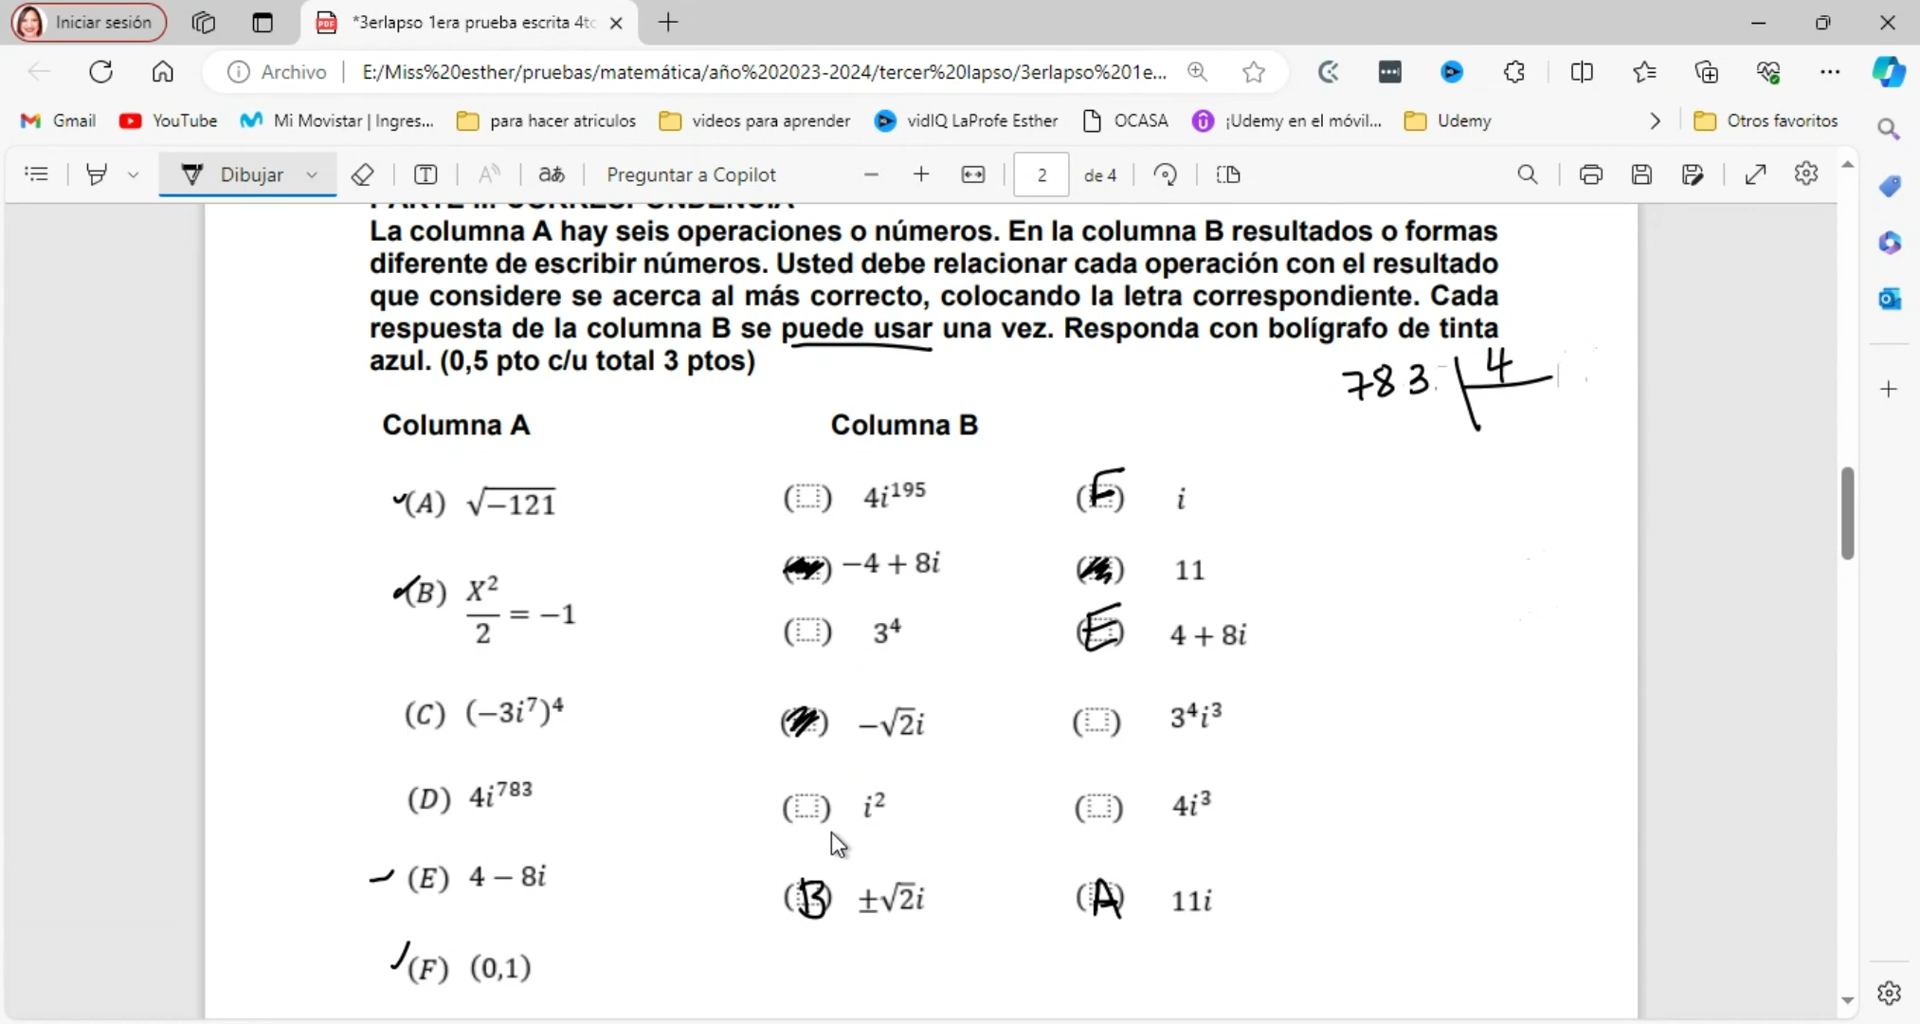 Iniciar sesión
*3erlapso 1era prueba escrita 4to
Archivo
E:/Miss%20esther/pruebas/matemática/año%202023-2024/tercer%20lapso/3erlapso%201e...
Gmail
YouTube
Mi Movistar | Ingres...
para hacer atriculos
videos para aprender
vidIQ LaProfe Esther
OCASA
¡Udemy en el móvil...
Udemy
Otros favoritos
Dibujar
Preguntar a Copilot
2
de 4
PARTE III CORRESPONDENCIA
La columna A hay seis operaciones o números. En la columna B resultados o formas
diferente de escribir números. Usted debe relacionar cada operación con el resultado
que considere se acerca al más correcto, colocando la letra correspondiente. Cada
respuesta de la columna B se puede usar una vez. Responda con bolígrafo de tinta
azul. (0,5 pto c/u total 3 ptos)
783 4
Columna A
Columna B
(A) √−121
( ) 4i¹⁹⁵
(F) i
(B) X²/2 = −1
( ) −4 + 8i
( ) 11
( ) 3⁴
(E) 4 + 8i
(C) (−3i⁷)⁴
( ) −√2i
( ) 3⁴i³
(D) 4i⁷⁸³
( ) i²
( ) 4i³
(E) 4 − 8i
(B) ±√2i
(A) 11i
(F) (0,1)